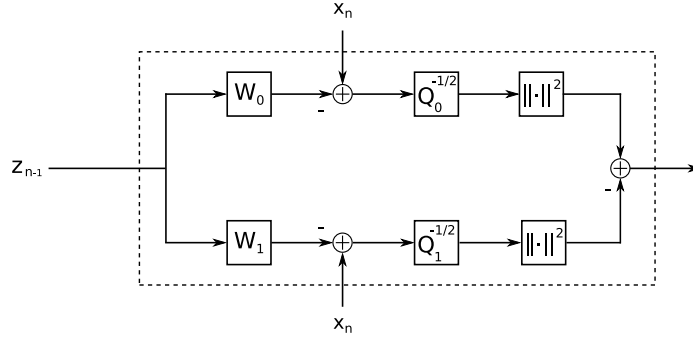 x_n
W_0
-
+
Q_0^{-1/2}
||·||^2
z_{n-1}
+
-
W_1
-
+
Q_1^{-1/2}
||·||^2
x_n